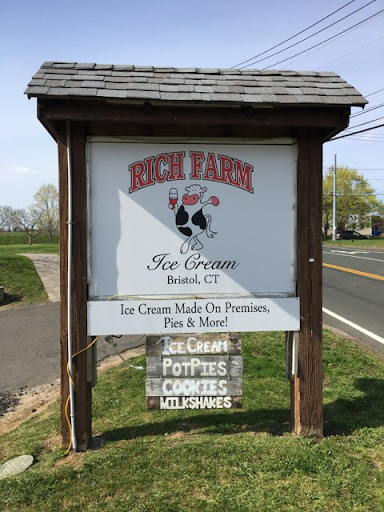 RICH FARM
Ice Cream
Bristol, CT
Ice Cream Made On Premises,
Pies & More!
ICE CREAM
POTPIES
COOKIES
MILKSHAKES